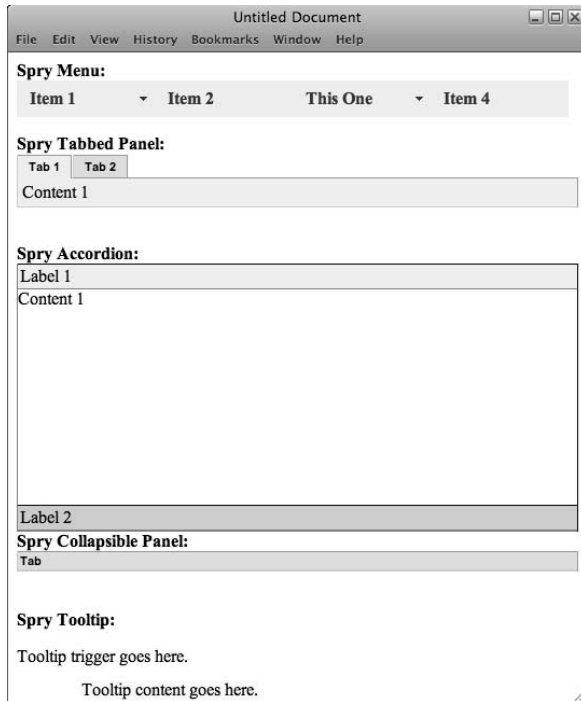 Untitled Document
File Edit View History Bookmarks Window Help
Spry Menu:
Item 1 Item 2 This One Item 4
Spry Tabbed Panel:
Tab 1 Tab 2
Content 1
Spry Accordion:
Label 1
Content 1
Label 2
Spry Collapsible Panel:
Tab
Spry Tooltip:
Tooltip trigger goes here.
Tooltip content goes here.